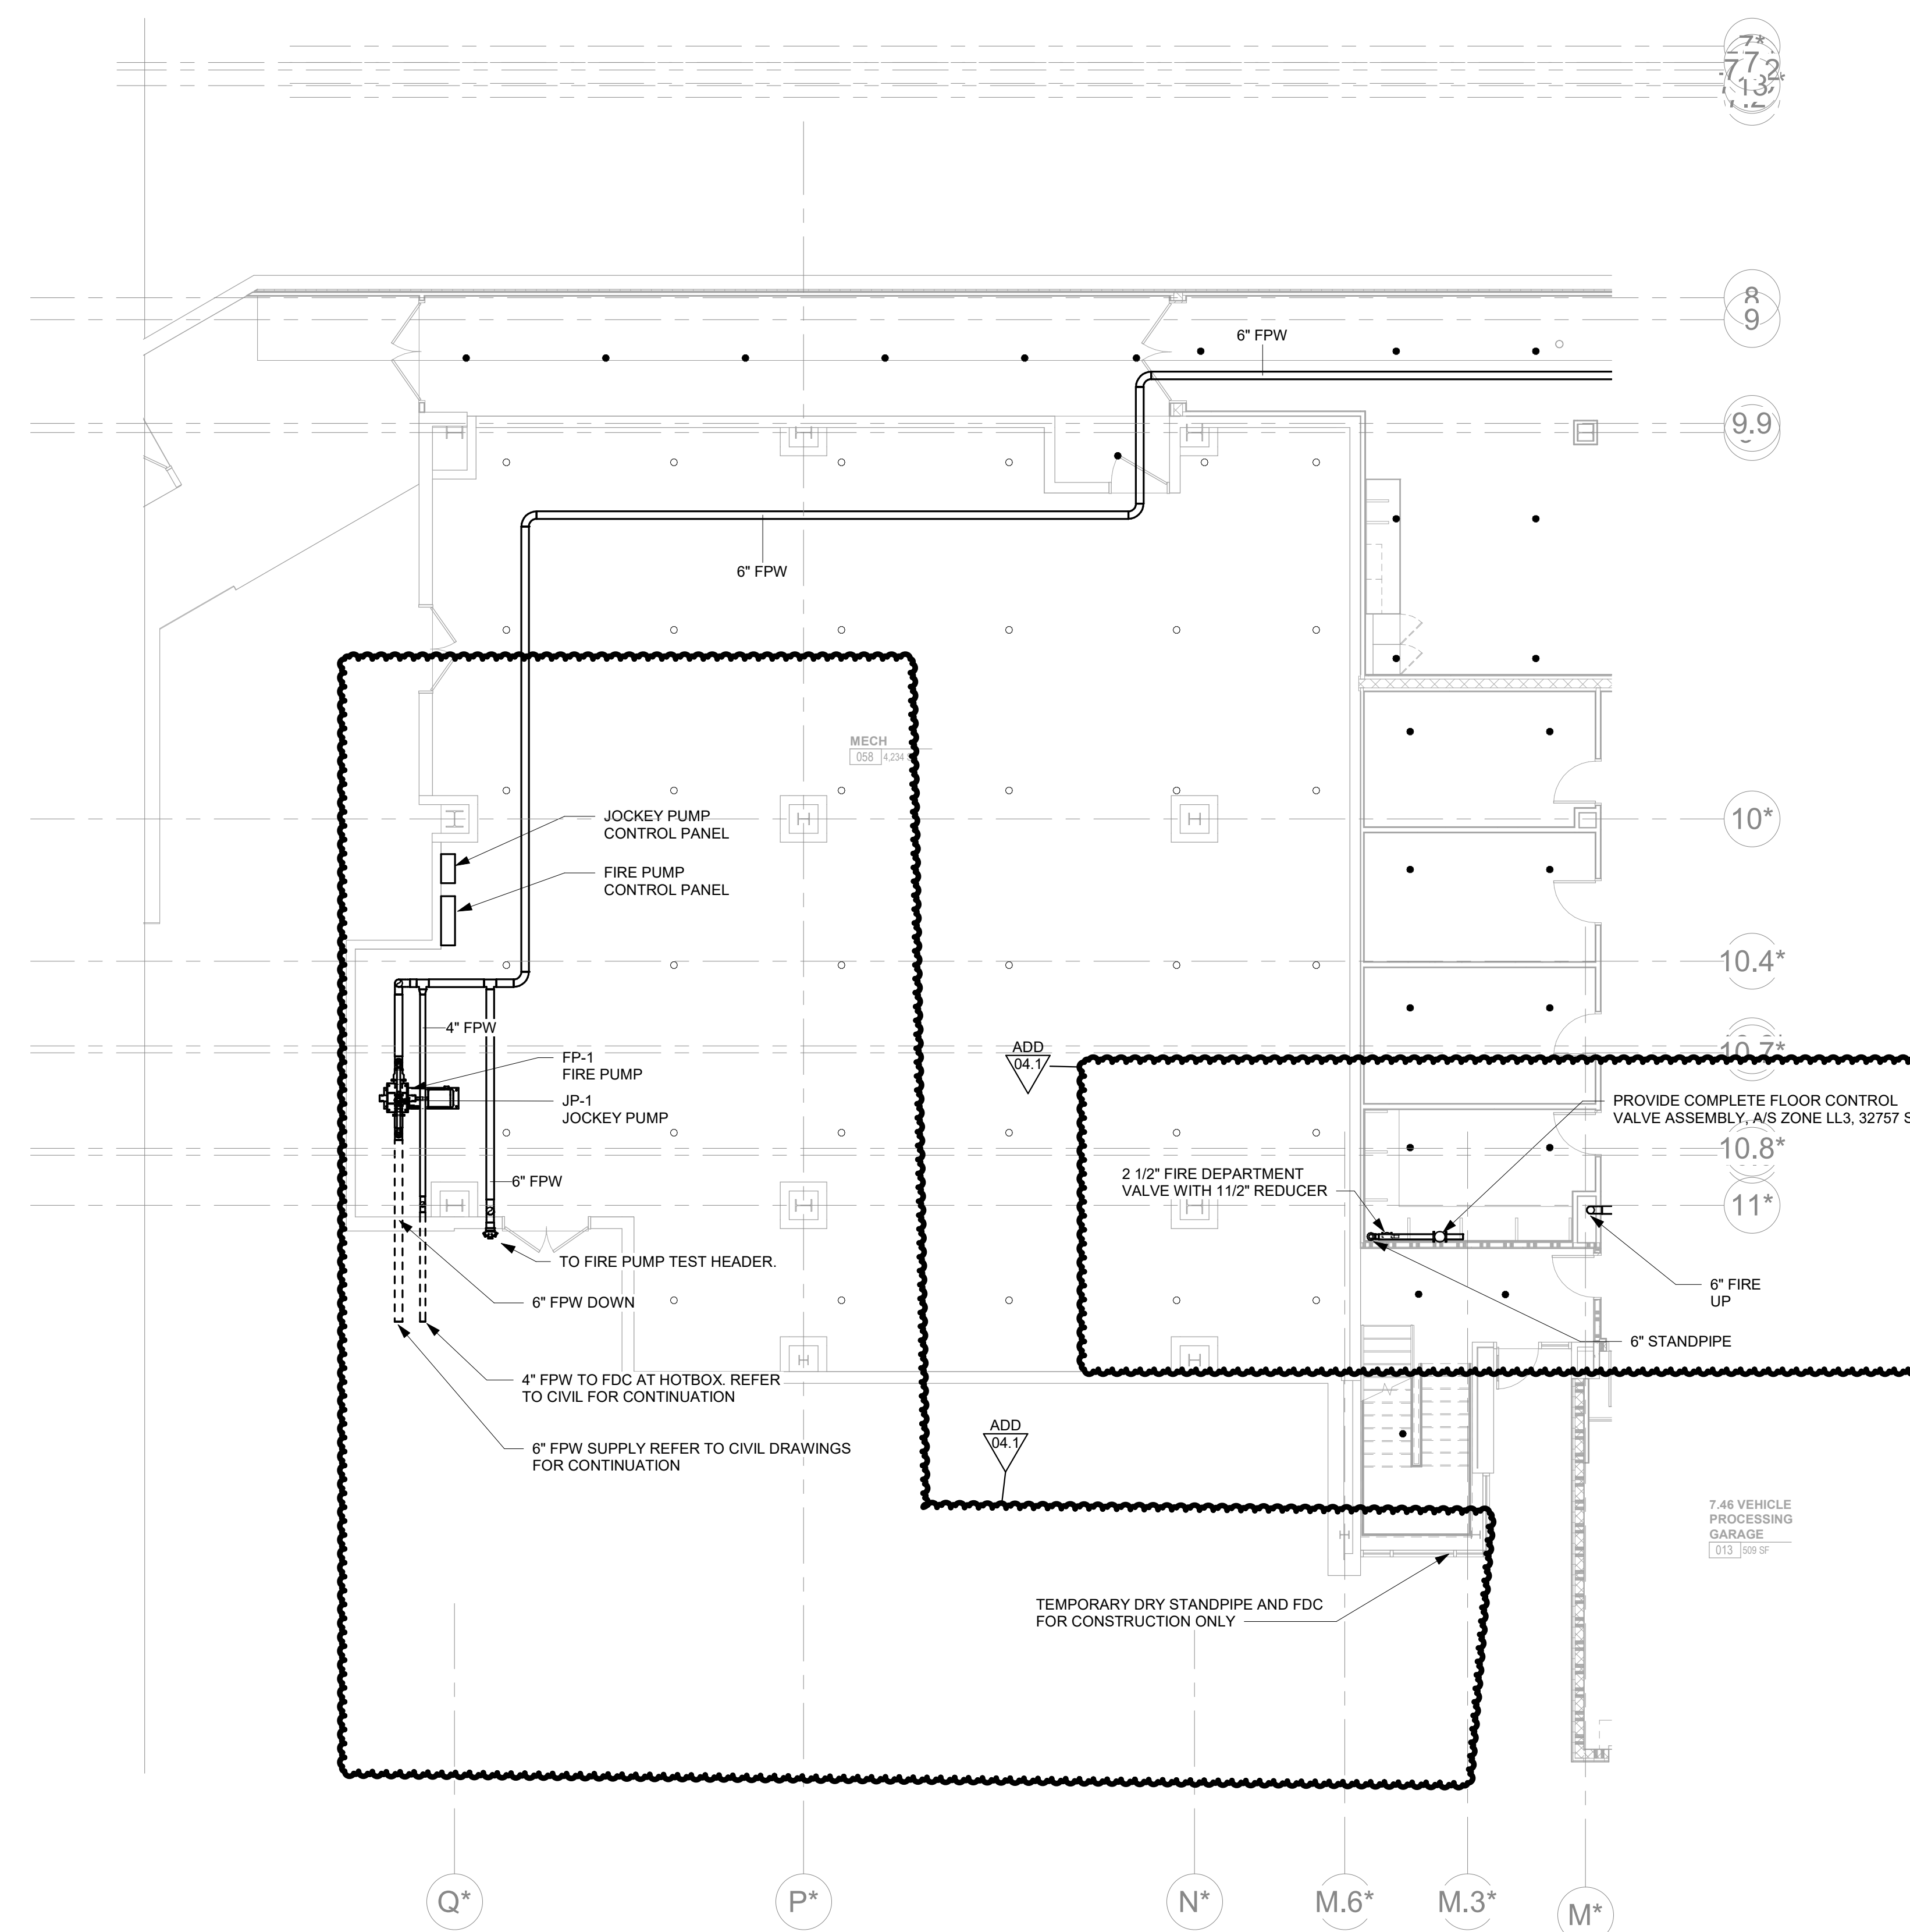 8
9
6" FPW
9.9
6" FPW
MECH
058
4,234
JOCKEY PUMP
CONTROL PANEL
10*
FIRE PUMP
CONTROL PANEL
10.4*
4" FPW
ADD
04.1
10.7*
FP-1
FIRE PUMP
JP-1
JOCKEY PUMP
PROVIDE COMPLETE FLOOR CONTROL
VALVE ASSEMBLY, A/S ZONE LL3, 32757 S
10.8*
2 1/2" FIRE DEPARTMENT
VALVE WITH 11/2" REDUCER
6" FPW
11*
TO FIRE PUMP TEST HEADER.
6" FPW DOWN
6" FIRE
UP
6" STANDPIPE
4" FPW TO FDC AT HOTBOX. REFER
TO CIVIL FOR CONTINUATION
ADD
04.1
6" FPW SUPPLY REFER TO CIVIL DRAWINGS
FOR CONTINUATION
7.46 VEHICLE
PROCESSING
GARAGE
013 509 SF
TEMPORARY DRY STANDPIPE AND FDC
FOR CONSTRUCTION ONLY
Q*
P*
N*
M.6*
M.3*
M*